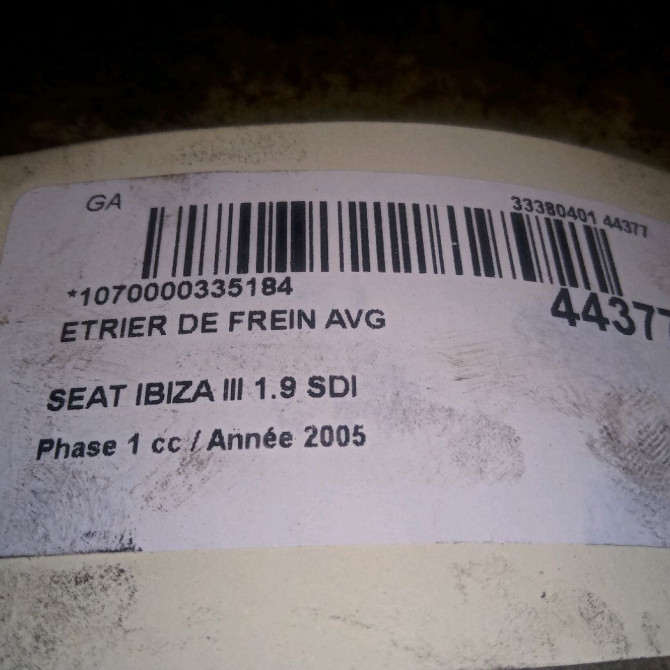 GA
33380401 44377
*1070000335184
44377
ETRIER DE FREIN AVG
SEAT IBIZA III 1.9 SDI
Phase 1 cc / Année 2005